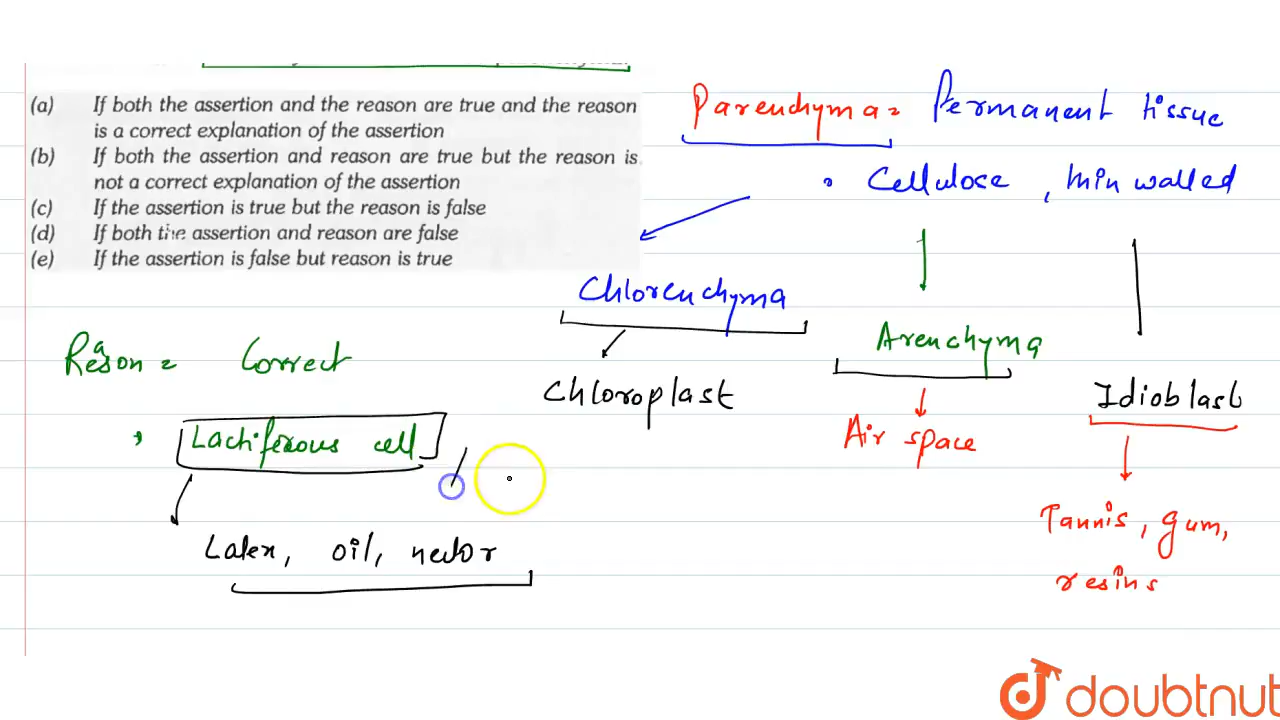 (a) If both the assertion and the reason are true and the reason
is a correct explanation of the assertion
(b) If both the assertion and reason are true but the reason is
not a correct explanation of the assertion
(c) If the assertion is true but the reason is false
(d) If both the assertion and reason are false
(e) If the assertion is false but reason is true
Parenchyma = Permanent tissue
• Cellulose, thin walled
Chlorenchyma
Chloroplast
Arenchyma
Air space
Idioblast
Tannis, gum,
resins
Reason = Correct
Lactiferous cell
Latex, oil, nector
doubtnut